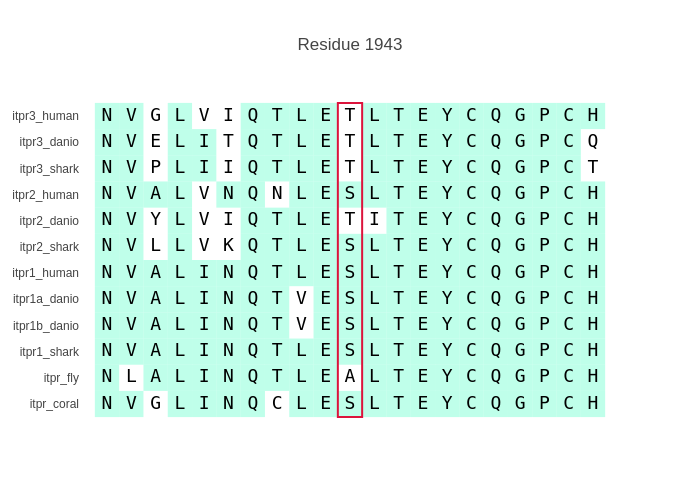 Residue 1943
itpr3_human N V G L V I Q T L E T L T E Y C Q G P C H
itpr3_danio N V E L I T Q T L E T L T E Y C Q G P C Q
itpr3_shark N V P L I I Q T L E T L T E Y C Q G P C T
itpr2_human N V A L V N Q N L E S L T E Y C Q G P C H
itpr2_danio N V Y L V I Q T L E T I T E Y C Q G P C H
itpr2_shark N V L L V K Q T L E S L T E Y C Q G P C H
itpr1_human N V A L I N Q T L E S L T E Y C Q G P C H
itpr1a_danio N V A L I N Q T V E S L T E Y C Q G P C H
itpr1b_danio N V A L I N Q T V E S L T E Y C Q G P C H
itpr1_shark N V A L I N Q T L E S L T E Y C Q G P C H
itpr_fly N L A L I N Q T L E A L T E Y C Q G P C H
itpr_coral N V G L I N Q C L E S L T E Y C Q G P C H